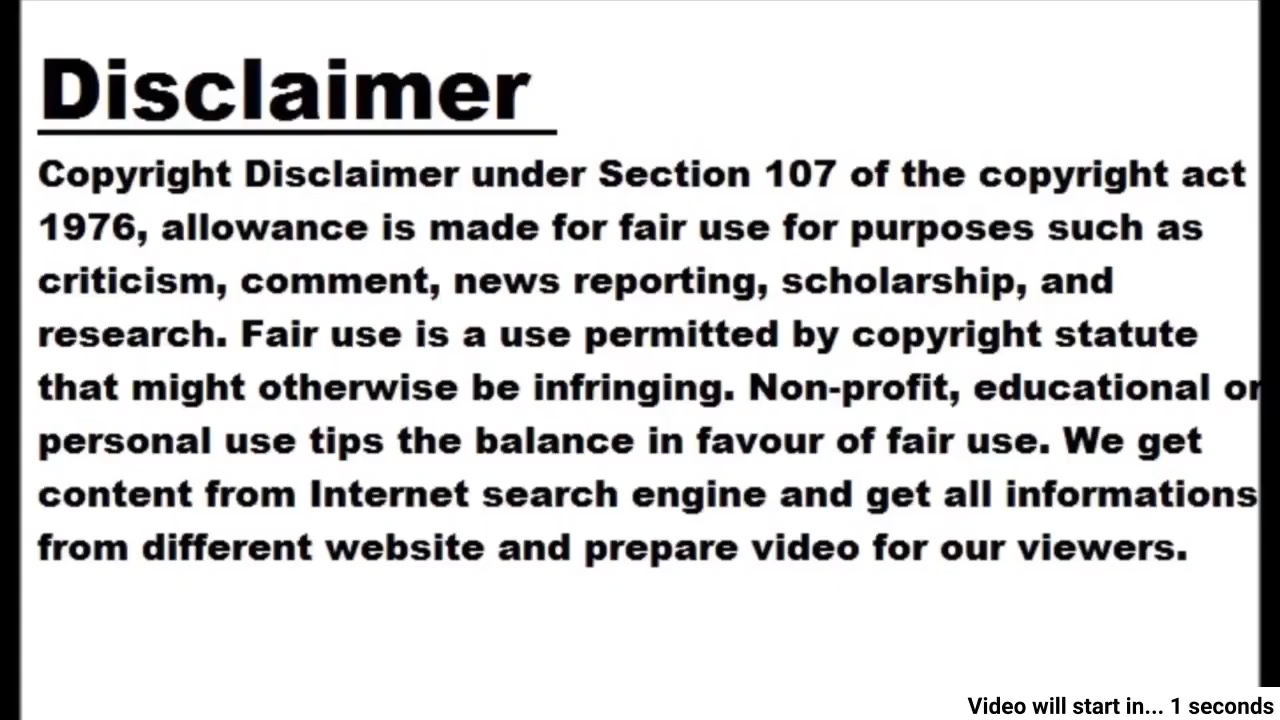 Disclaimer
Copyright Disclaimer under Section 107 of the copyright act
1976, allowance is made for fair use for purposes such as
criticism, comment, news reporting, scholarship, and
research. Fair use is a use permitted by copyright statute
that might otherwise be infringing. Non-profit, educational or
personal use tips the balance in favour of fair use. We get
content from Internet search engine and get all informations
from different website and prepare video for our viewers.
Video will start in... 1 seconds